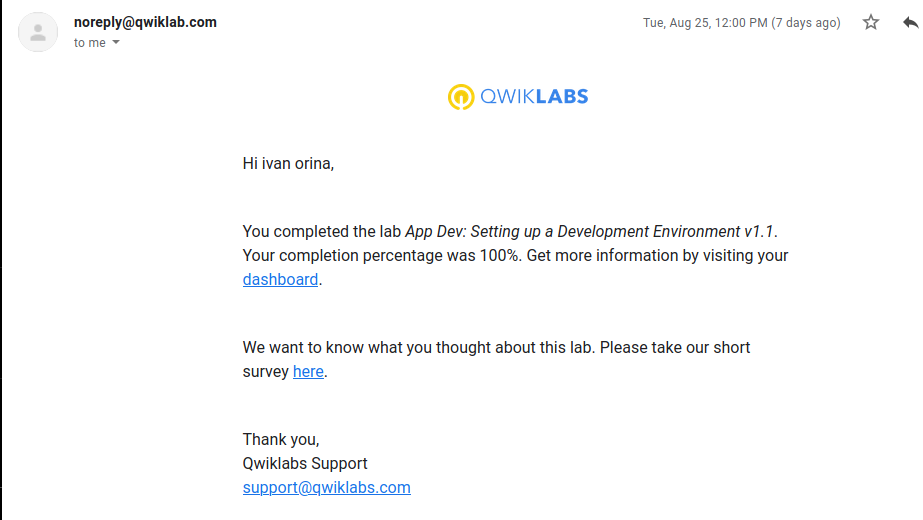 noreply@qwiklab.com
Tue, Aug 25, 12:00 PM (7 days ago)
to me
QWIKLABS
Hi ivan orina,
You completed the lab App Dev: Setting up a Development Environment v1.1.
Your completion percentage was 100%. Get more information by visiting your
dashboard.
We want to know what you thought about this lab. Please take our short
survey here.
Thank you,
Qwiklabs Support
support@qwiklabs.com